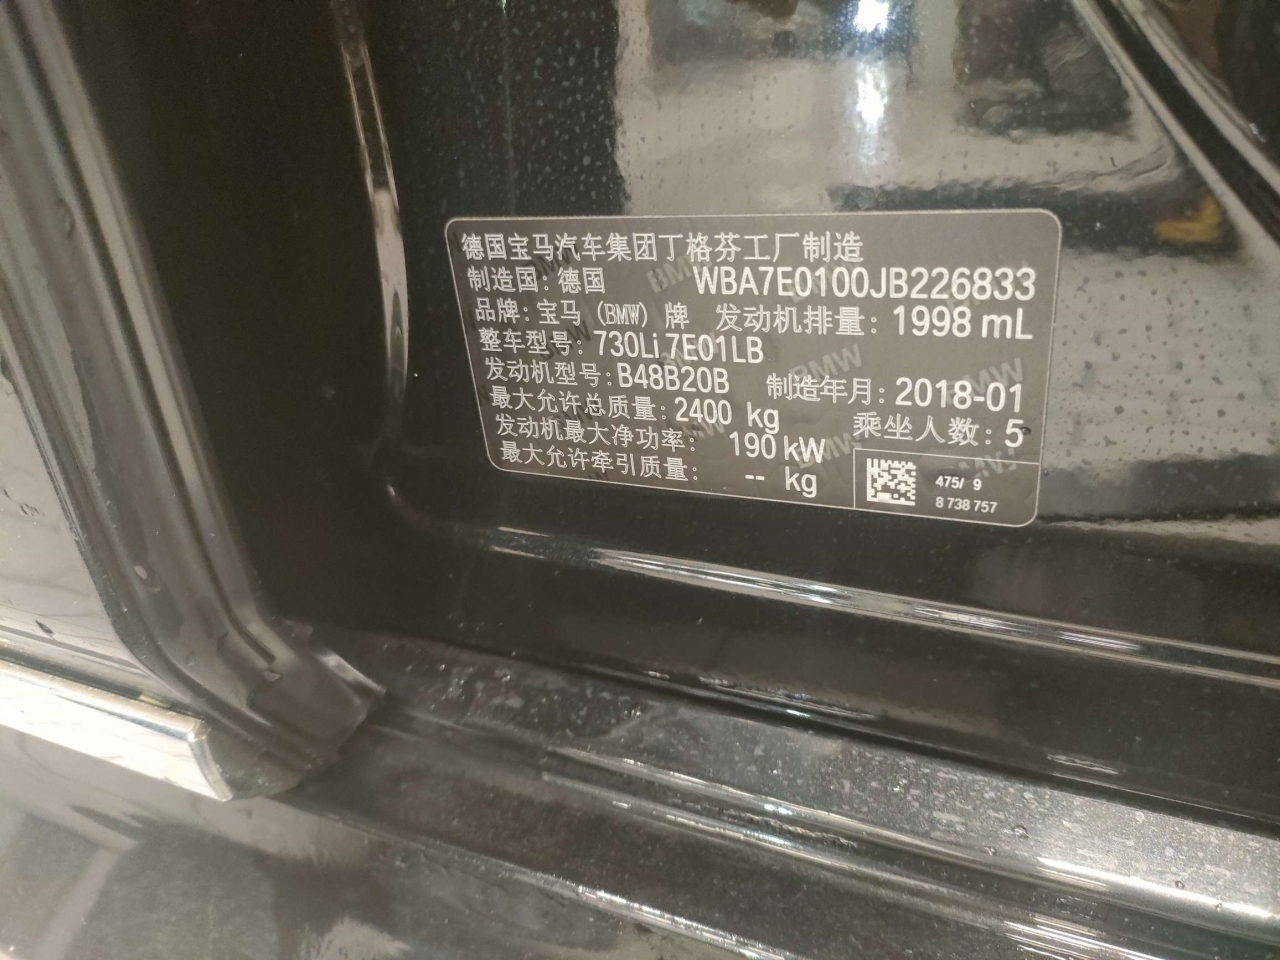 德国宝马汽车集团丁格芬工厂制造
制造国：德国 WBA7E0100JB226833
品牌：宝马 (BMW) 牌 发动机排量：1998 mL
整车型号：730Li 7E01LB
发动机型号：B48B20B 制造年月：2018-01
最大允许总质量：2400 kg 乘坐人数：5
发动机最大净功率： 190 kW
最大允许牵引质量： -- kg
475/ 9
8 738 757